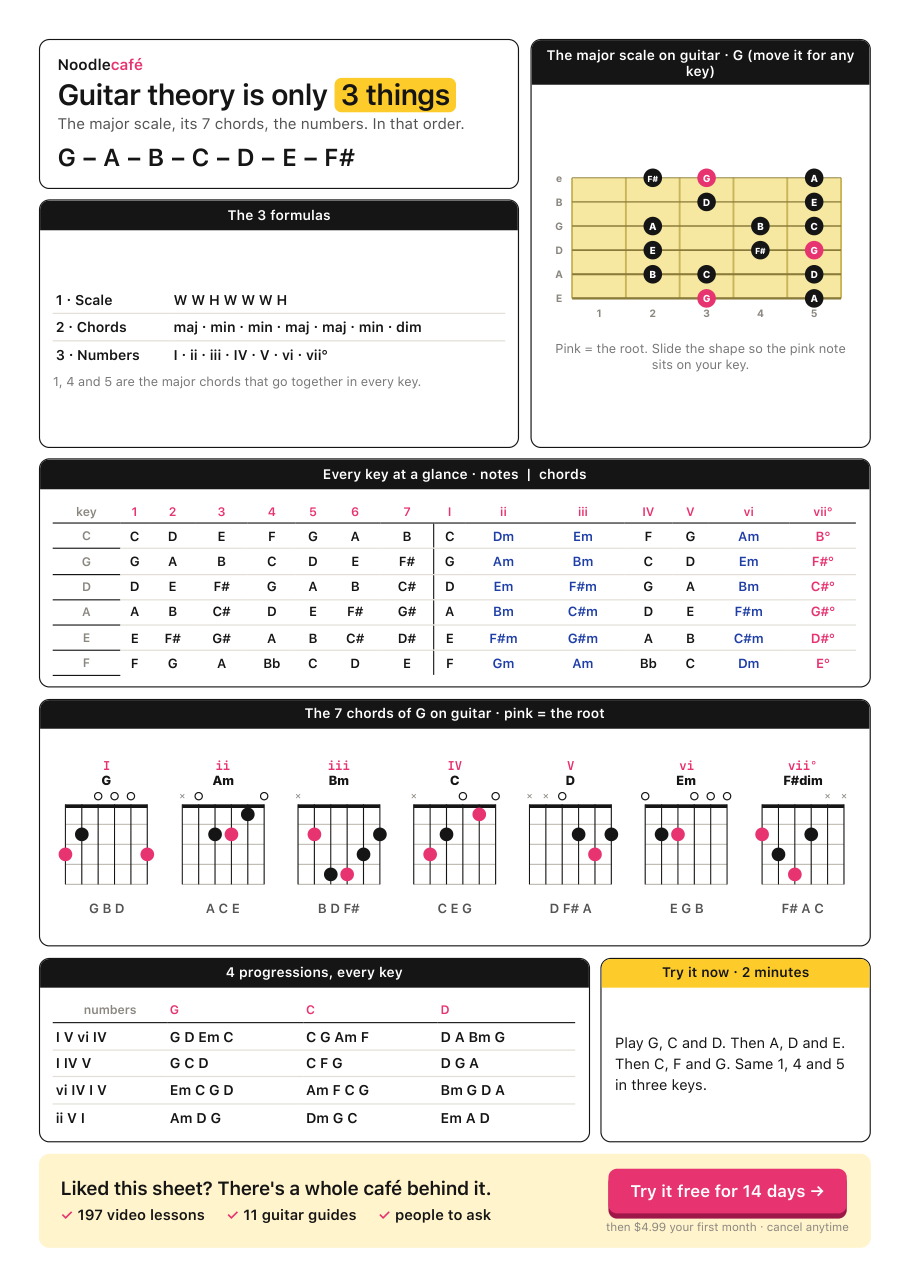 Noodlecafé
Guitar theory is only 3 things
The major scale, its 7 chords, the numbers. In that order.
G – A – B – C – D – E – F#
The major scale on guitar · G (move it for any
key)
e F# G A
B D E
G A B C
D E F# G
A B C D
E G A
1 2 3 4 5
Pink = the root. Slide the shape so the pink note
sits on your key.
The 3 formulas
1 · Scale W W H W W W H
2 · Chords maj · min · min · maj · maj · min · dim
3 · Numbers I · ii · iii · IV · V · vi · vii°
1, 4 and 5 are the major chords that go together in every key.
Every key at a glance · notes | chords
key 1 2 3 4 5 6 7 I ii iii IV V vi vii°
C C D E F G A B C Dm Em F G Am B°
G G A B C D E F# G Am Bm C D Em F#°
D D E F# G A B C# D Em F#m G A Bm C#°
A A B C# D E F# G# A Bm C#m D E F#m G#°
E E F# G# A B C# D# E F#m G#m A B C#m D#°
F F G A Bb C D E F Gm Am Bb C Dm E°
The 7 chords of G on guitar · pink = the root
I ii iii IV V vi vii°
G Am Bm C D Em F#dim
× × × × × × ×
G B D A C E B D F# C E G D F# A E G B F# A C
4 progressions, every key
numbers G C D
I V vi IV G D Em C C G Am F D A Bm G
I IV V G C D C F G D G A
vi IV I V Em C G D Am F C G Bm G D A
ii V I Am D G Dm G C Em A D
Try it now · 2 minutes
Play G, C and D. Then A, D and E.
Then C, F and G. Same 1, 4 and 5
in three keys.
Liked this sheet? There's a whole café behind it.
✓ 197 video lessons ✓ 11 guitar guides ✓ people to ask
Try it free for 14 days →
then $4.99 your first month · cancel anytime